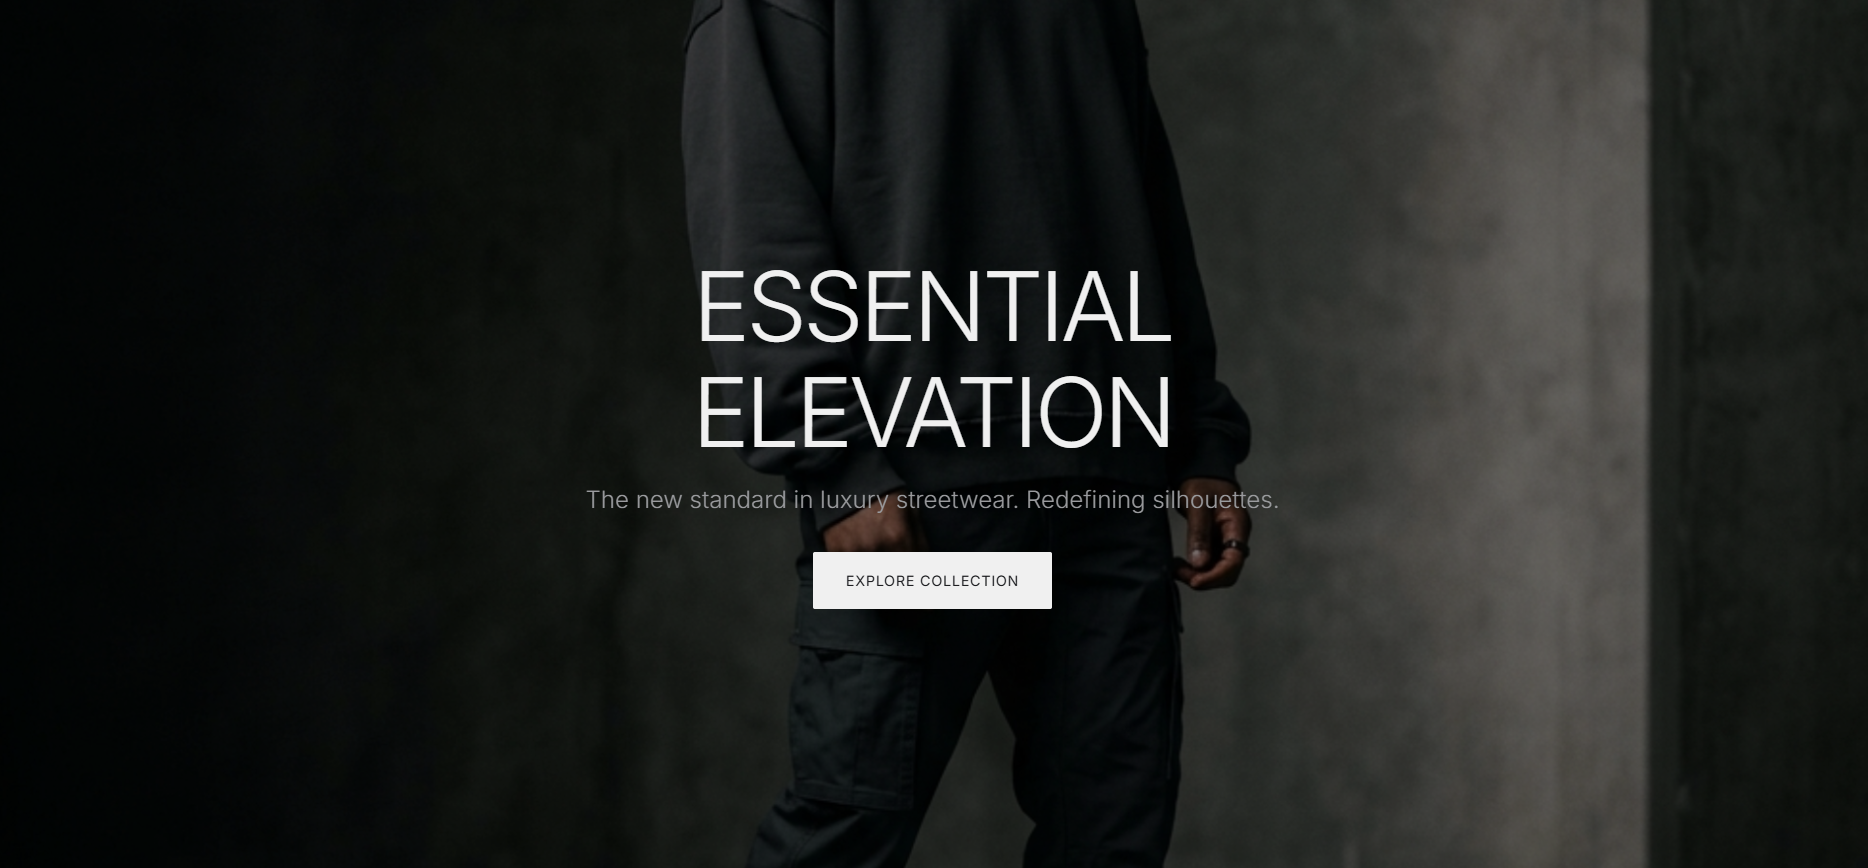 ESSENTIAL
ELEVATION
The new standard in luxury streetwear. Redefining silhouettes.
EXPLORE COLLECTION